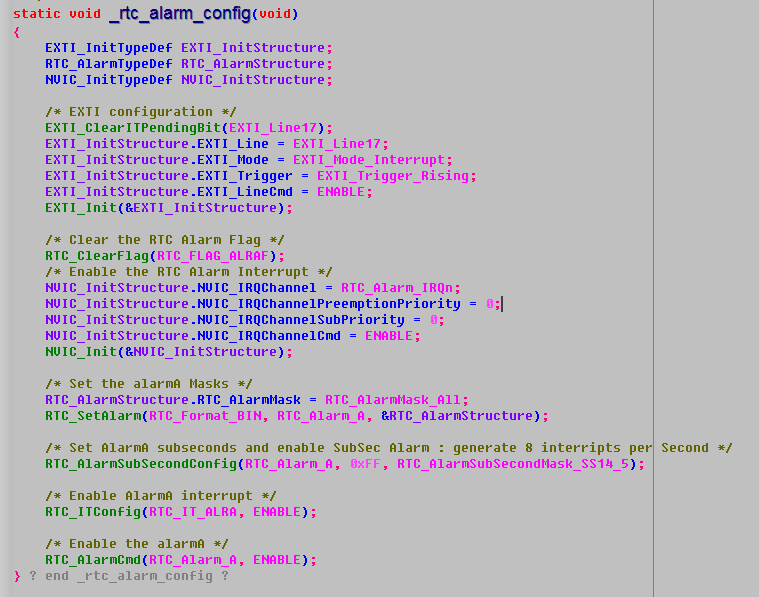 static void _rtc_alarm_config(void)
{
    EXTI_InitTypeDef EXTI_InitStructure;
    RTC_AlarmTypeDef RTC_AlarmStructure;
    NVIC_InitTypeDef NVIC_InitStructure;

    /* EXTI configuration */
    EXTI_ClearITPendingBit(EXTI_Line17);
    EXTI_InitStructure.EXTI_Line = EXTI_Line17;
    EXTI_InitStructure.EXTI_Mode = EXTI_Mode_Interrupt;
    EXTI_InitStructure.EXTI_Trigger = EXTI_Trigger_Rising;
    EXTI_InitStructure.EXTI_LineCmd = ENABLE;
    EXTI_Init(&EXTI_InitStructure);

    /* Clear the RTC Alarm Flag */
    RTC_ClearFlag(RTC_FLAG_ALRAF);
    /* Enable the RTC Alarm Interrupt */
    NVIC_InitStructure.NVIC_IRQChannel = RTC_Alarm_IRQn;
    NVIC_InitStructure.NVIC_IRQChannelPreemptionPriority = 0;
    NVIC_InitStructure.NVIC_IRQChannelSubPriority = 0;
    NVIC_InitStructure.NVIC_IRQChannelCmd = ENABLE;
    NVIC_Init(&NVIC_InitStructure);

    /* Set the alarmA Masks */
    RTC_AlarmStructure.RTC_AlarmMask = RTC_AlarmMask_All;
    RTC_SetAlarm(RTC_Format_BIN, RTC_Alarm_A, &RTC_AlarmStructure);

    /* Set AlarmA subseconds and enable SubSec Alarm : generate 8 interripts per Second */
    RTC_AlarmSubSecondConfig(RTC_Alarm_A, 0xFF, RTC_AlarmSubSecondMask_SS14_5);

    /* Enable AlarmA interrupt */
    RTC_ITConfig(RTC_IT_ALRA, ENABLE);

    /* Enable the alarmA */
    RTC_AlarmCmd(RTC_Alarm_A, ENABLE);
} ? end _rtc_alarm_config ?